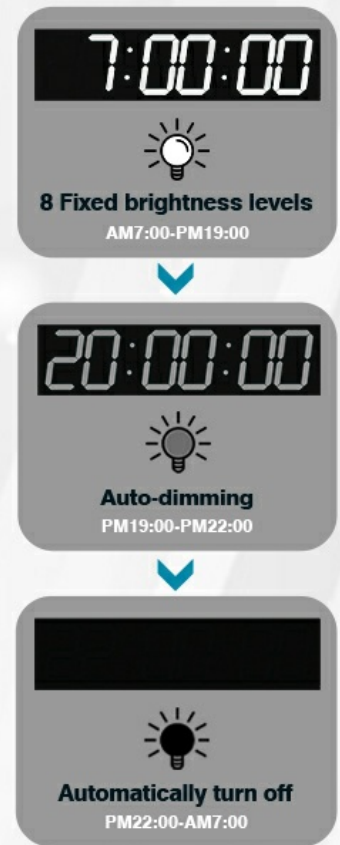 7:00:00
8 Fixed brightness levels
AM7:00-PM19:00
20:00:00
Auto-dimming
PM19:00-PM22:00
Automatically turn off
PM22:00-AM7:00